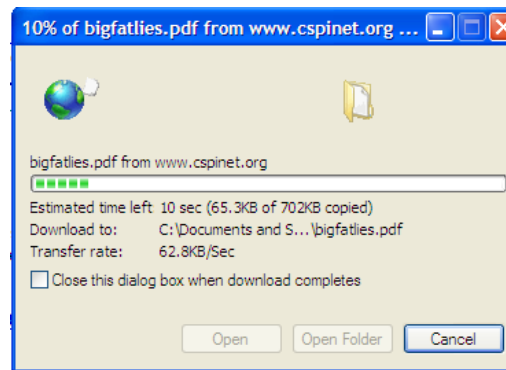 10% of bigfatlies.pdf from www.cspinet.org ...
bigfatlies.pdf from www.cspinet.org
Estimated time left 10 sec (65.3KB of 702KB copied)
Download to: C:\Documents and S...\bigfatlies.pdf
Transfer rate: 62.8KB/Sec
Close this dialog box when download completes
Open Open Folder Cancel